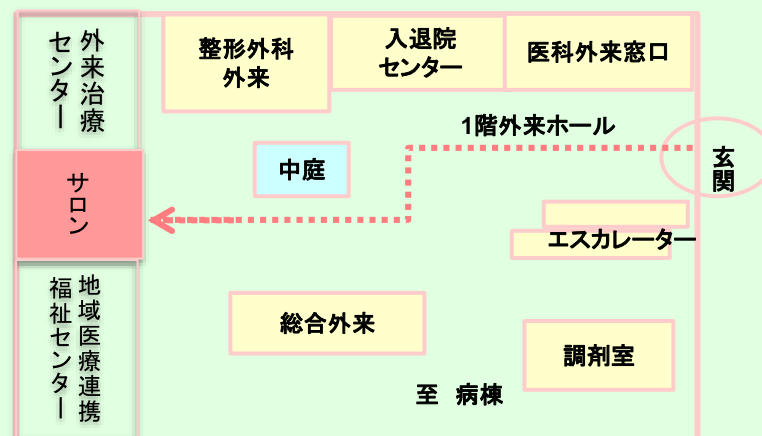 外来治療
センター
整形外科
外来
入退院
センター
医科外来窓口
1階外来ホール
玄関
中庭
サロン
エスカレーター
地域医療連携
福祉センター
総合外来
調剤室
至 病棟